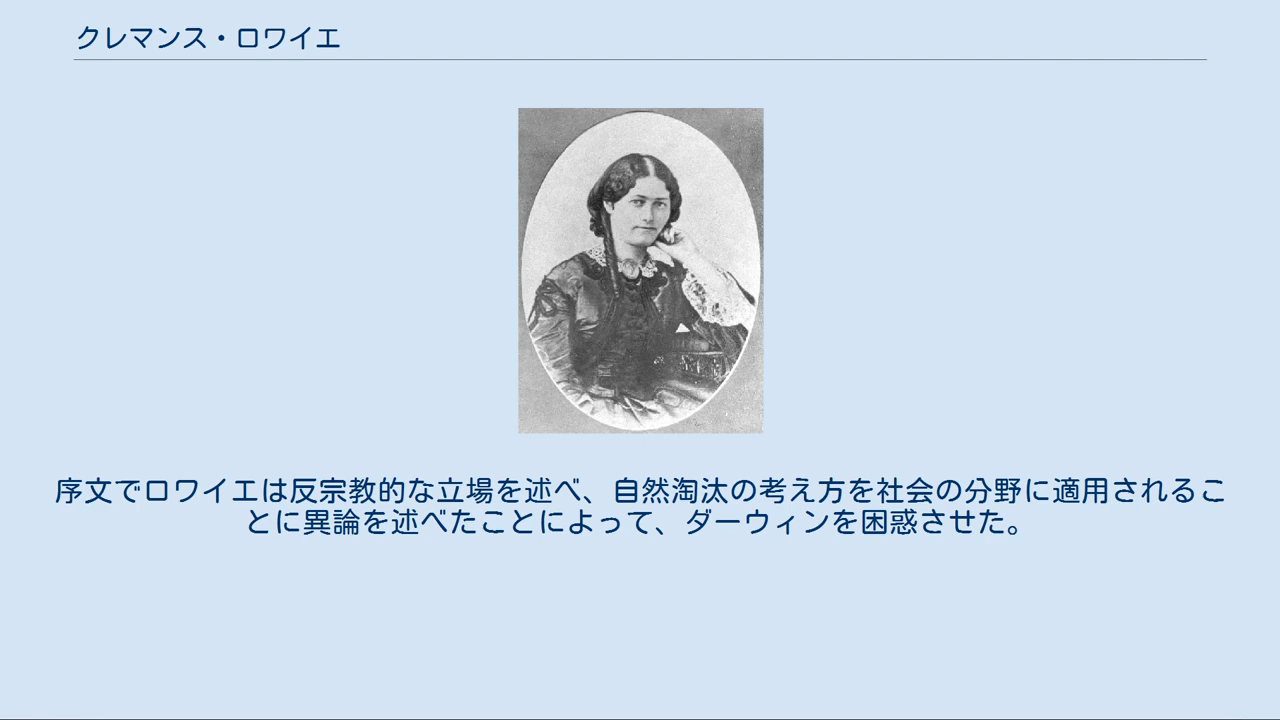 クレマンス・ロワイエ
序文でロワイエは反宗教的な立場を述べ、自然淘汰の考え方を社会の分野に適用されるこ
とに異論を述べたことによって、ダーウィンを困惑させた。